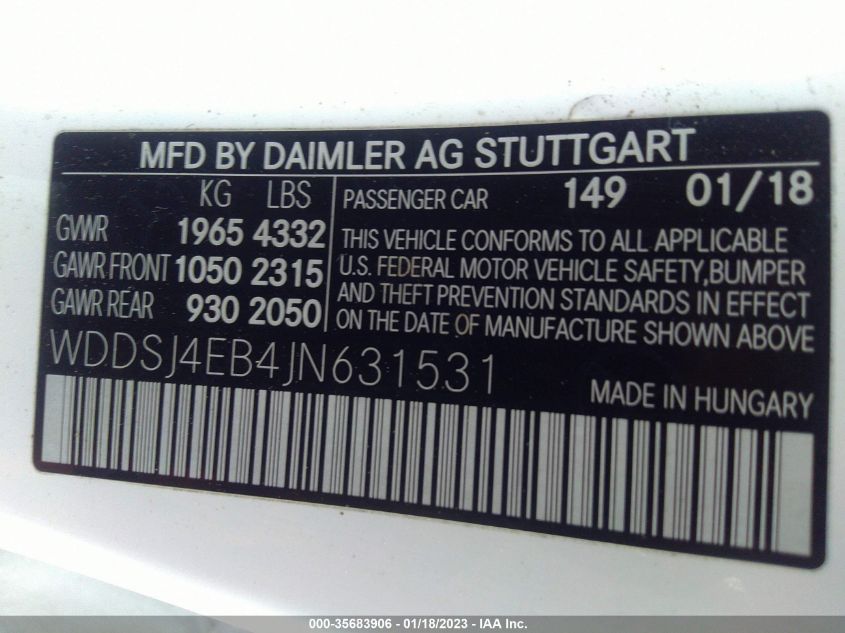 MFD BY DAIMLER AG STUTTGART
KG LBS
GVWR 1965 4332
GAWR FRONT 1050 2315
GAWR REAR 930 2050
PASSENGER CAR 149 01/18
THIS VEHICLE CONFORMS TO ALL APPLICABLE
U.S. FEDERAL MOTOR VEHICLE SAFETY, BUMPER
AND THEFT PREVENTION STANDARDS IN EFFECT
ON THE DATE OF MANUFACTURE SHOWN ABOVE
WDDSJ4EB4JN631531
MADE IN HUNGARY
000-35683906 - 01/18/2023 - IAA Inc.